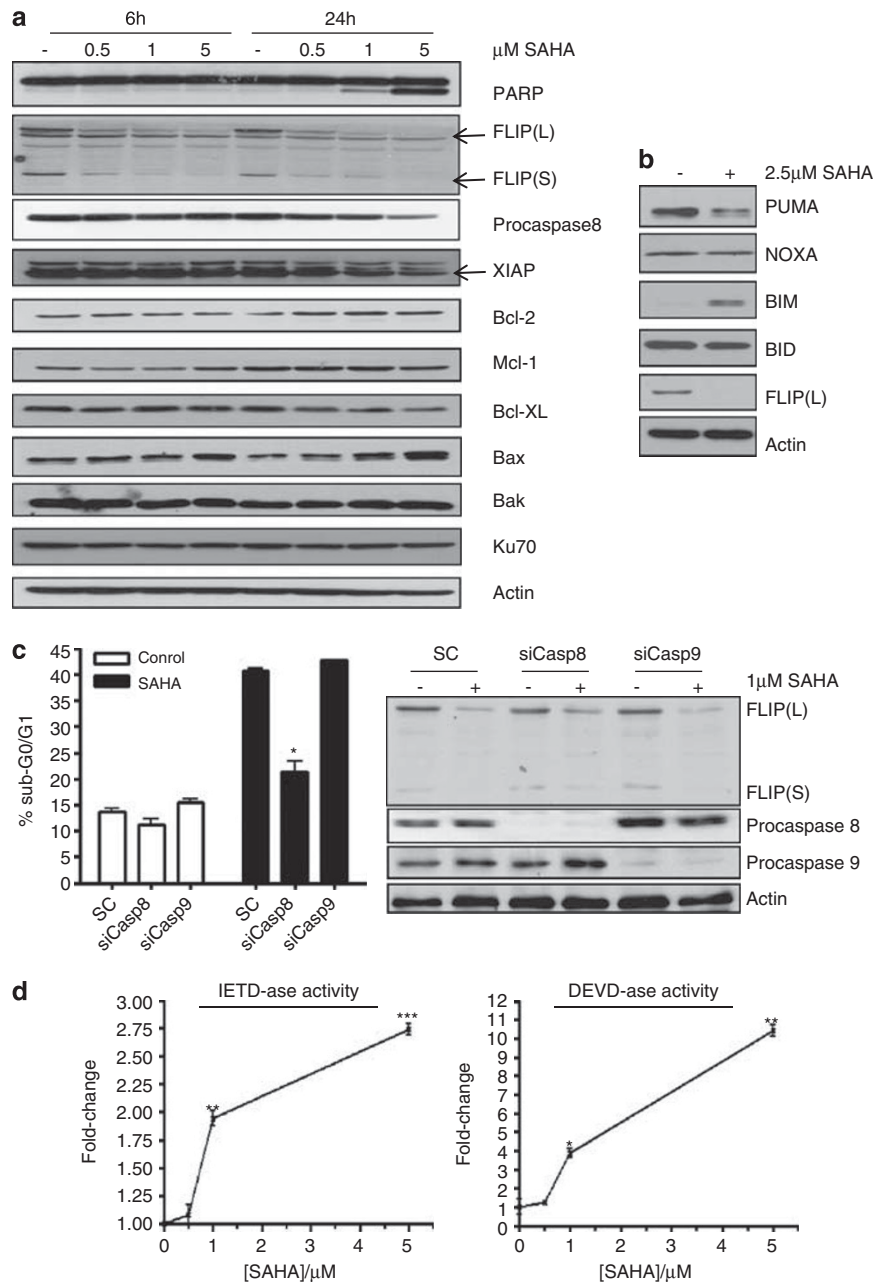 a
6h 24h
- 0.5 1 5 - 0.5 1 5 μM SAHA
PARP
FLIP(L)
FLIP(S)
Procaspase8
XIAP
Bcl-2
Mcl-1
Bcl-XL
Bax
Bak
Ku70
Actin
b
- + 2.5μM SAHA
PUMA
NOXA
BIM
BID
FLIP(L)
Actin
c
% sub-G0/G1
45
40
35
30
25
20
15
10
5
0
Conrol
SAHA
*
SC siCasp8 siCasp9 SC siCasp8 siCasp9
SC siCasp8 siCasp9
- + - + - + 1μM SAHA
FLIP(L)
FLIP(S)
Procaspase 8
Procaspase 9
Actin
d
IETD-ase activity
Fold-change
3.00
2.75
2.50
2.25
2.00
1.75
1.50
1.25
1.00
**
***
0 1 2 3 4 5
[SAHA]/μM
DEVD-ase activity
Fold-change
12
11
10
9
8
7
6
5
4
3
2
1
0
*
**
0 1 2 3 4 5
[SAHA]/μM